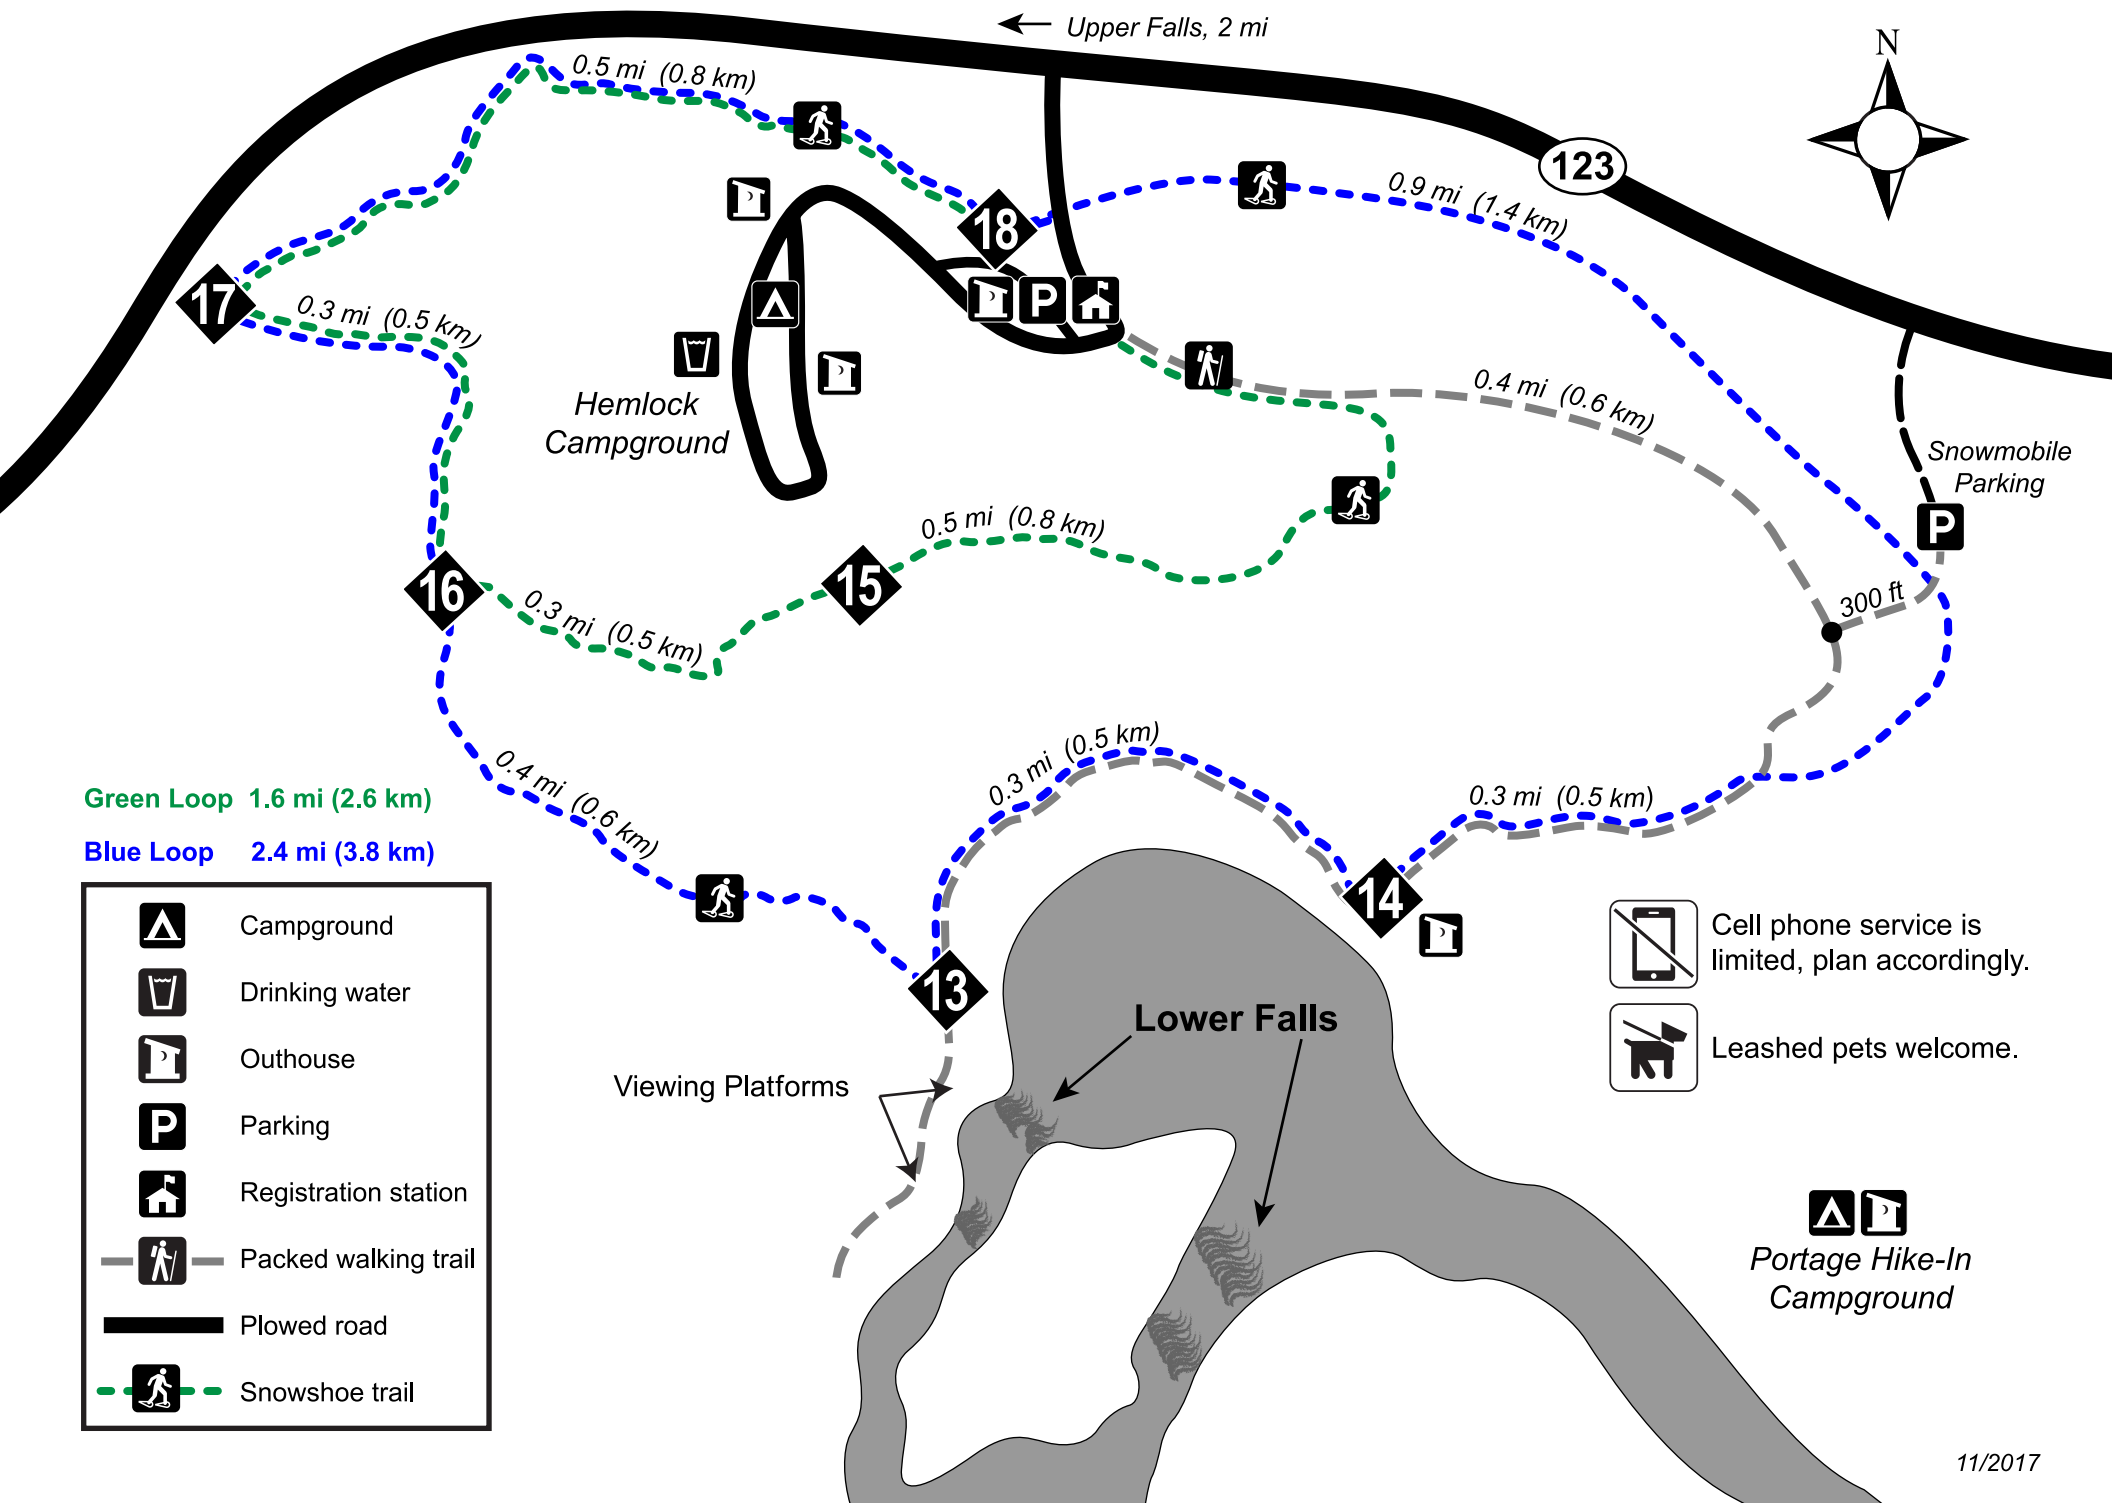 Upper Falls, 2 mi
N
0.5 mi (0.8 km)
123
18
0.9 mi (1.4 km)
17
0.3 mi (0.5 km)
P
0.4 mi (0.6 km)
Hemlock
Campground
Snowmobile
Parking
P
0.5 mi (0.8 km)
15
16
0.3 mi (0.5 km)
300 ft
0.4 mi (0.6 km)
0.3 mi (0.5 km)
0.3 mi (0.5 km)
14
13
Green Loop 1.6 mi (2.6 km)
Blue Loop 2.4 mi (3.8 km)
Campground
Drinking water
Outhouse
P Parking
Registration station
Packed walking trail
Plowed road
Snowshoe trail
Lower Falls
Viewing Platforms
Cell phone service is
limited, plan accordingly.
Leashed pets welcome.
Portage Hike-In
Campground
11/2017